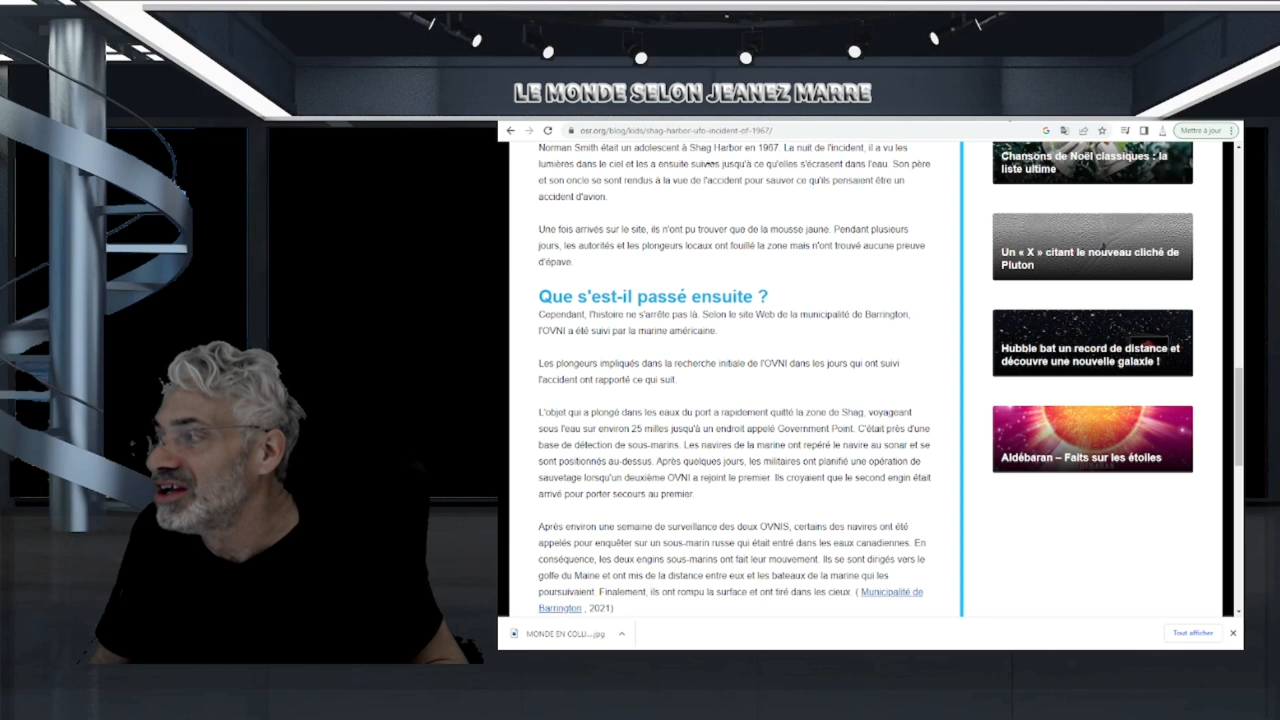 LE MONDE SELON JEANEZ MARRE
osr.org/blog/kids/shag-harbor-ufo-incident-of-1967/
Mettre à jour
Norman Smith était un adolescent à Shag Harbor en 1967. La nuit de l'incident, il a vu les
lumières dans le ciel et les a ensuite suivies jusqu'à ce qu'elles s'écrasent dans l'eau. Son père
et son oncle se sont rendus à la vue de l'accident pour sauver ce qu'ils pensaient être un
accident d'avion.
Une fois arrivés sur le site, ils n'ont pu trouver que de la mousse jaune. Pendant plusieurs
jours, les autorités et les plongeurs locaux ont fouillé la zone mais n'ont trouvé aucune preuve
d'épave.
Que s'est-il passé ensuite ?
Cependant, l'histoire ne s'arrête pas là. Selon le site Web de la municipalité de Barrington,
l'OVNI a été suivi par la marine américaine.
Les plongeurs impliqués dans la recherche initiale de l'OVNI dans les jours qui ont suivi
l'accident ont rapporté ce qui suit.
L'objet qui a plongé dans les eaux du port a rapidement quitté la zone de Shag, voyageant
sous l'eau sur environ 25 milles jusqu'à un endroit appelé Government Point. C'était près d'une
base de détection de sous-marins. Les navires de la marine ont repéré le navire au sonar et se
sont positionnés au-dessus. Après quelques jours, les militaires ont planifié une opération de
sauvetage lorsqu'un deuxième OVNI a rejoint le premier. Ils croyaient que le second engin était
arrivé pour porter secours au premier.
Après environ une semaine de surveillance des deux OVNIS, certains des navires ont été
appelés pour enquêter sur un sous-marin russe qui était entré dans les eaux canadiennes. En
conséquence, les deux engins sous-marins ont fait leur mouvement. Ils se sont dirigés vers le
golfe du Maine et ont mis de la distance entre eux et les bateaux de la marine qui les
poursuivaient. Finalement, ils ont rompu la surface et ont tiré dans les cieux. ( Municipalité de
Barrington , 2021)
Chansons de Noël classiques : la
liste ultime
Un « X » citant le nouveau cliché de
Pluton
Hubble bat un record de distance et
découvre une nouvelle galaxie !
Aldébaran – Faits sur les étoiles
MONDE EN COLLI....jpg
Tout afficher